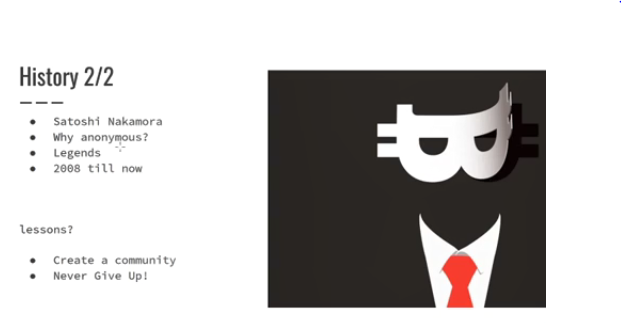 History 2/2
Satoshi Nakamora
Why anonymous?
Legends
2008 till now
lessons?
Create a community
Never Give Up!